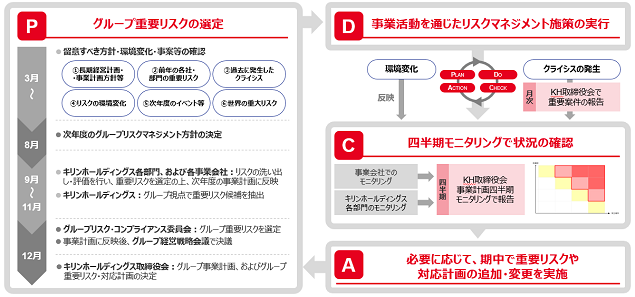 P グループ重要リスクの選定
3月
～
留意すべき方針・環境変化・事案等の確認
①長期経営計画・
・事業計画方針等
②前年の各社・
部門の重要リスク
③過去に発生した
クライシス
④リスクの環境変化
⑤次年度のイベント等
⑥世界の重大リスク
8月
次年度のグループリスクマネジメント方針の決定
9月
～
11月
キリンホールディングス各部門、および各事業会社：リスクの洗い出
し・評価を行い、重要リスクを選定の上、次年度の事業計画に反映
キリンホールディングス：グループ視点で重要リスク候補を抽出
12月
グループリスク・コンプライアンス委員会：グループ重要リスクを選定
事業計画に反映後、グループ経営戦略会議で決議
キリンホールディングス取締役会：グループ事業計画、およびグループ
重要リスク・対応計画の決定
D 事業活動を通じたリスクマネジメント施策の実行
環境変化
反映
PLAN
DO
ACTION
CHECK
クライシスの発生
月次
KH取締役会で
重要案件の報告
C 四半期モニタリングで状況の確認
事業会社での
モニタリング
キリンホールディングス
各部門のモニタリング
四半期
KH取締役会
事業計画四半期
モニタリングで報告
A 必要に応じて、期中で重要リスクや
対応計画の追加・変更を実施